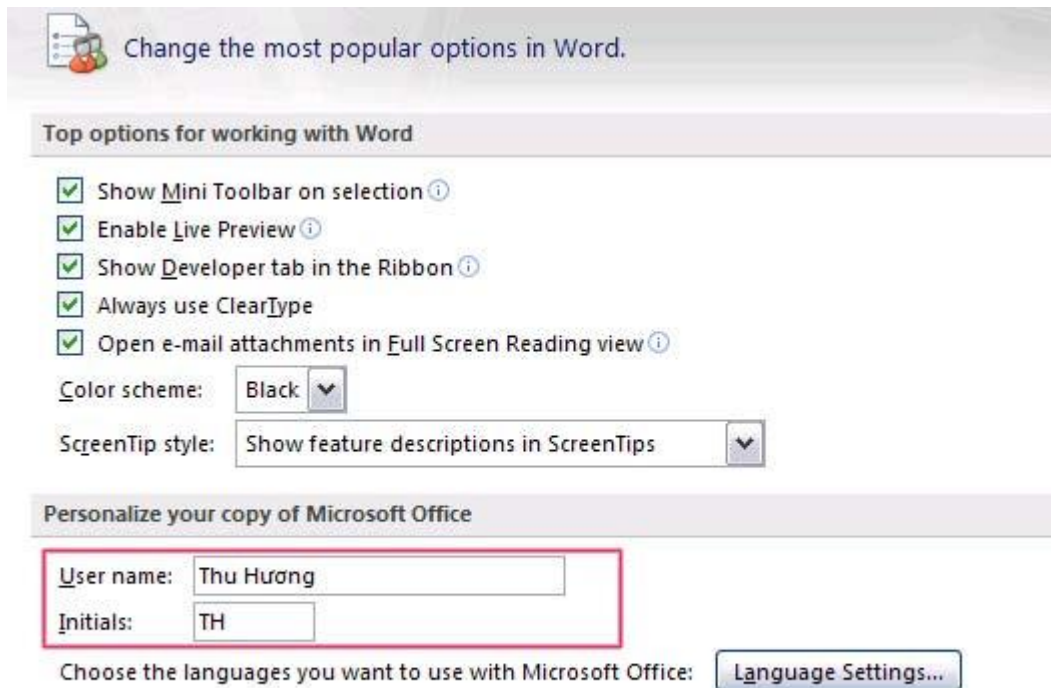 Change the most popular options in Word.
Top options for working with Word
Show Mini Toolbar on selection
Enable Live Preview
Show Developer tab in the Ribbon
Always use ClearType
Open e-mail attachments in Full Screen Reading view
Color scheme: Black
ScreenTip style: Show feature descriptions in ScreenTips
Personalize your copy of Microsoft Office
User name: Thu Hương
Initials: TH
Choose the languages you want to use with Microsoft Office: Language Settings...